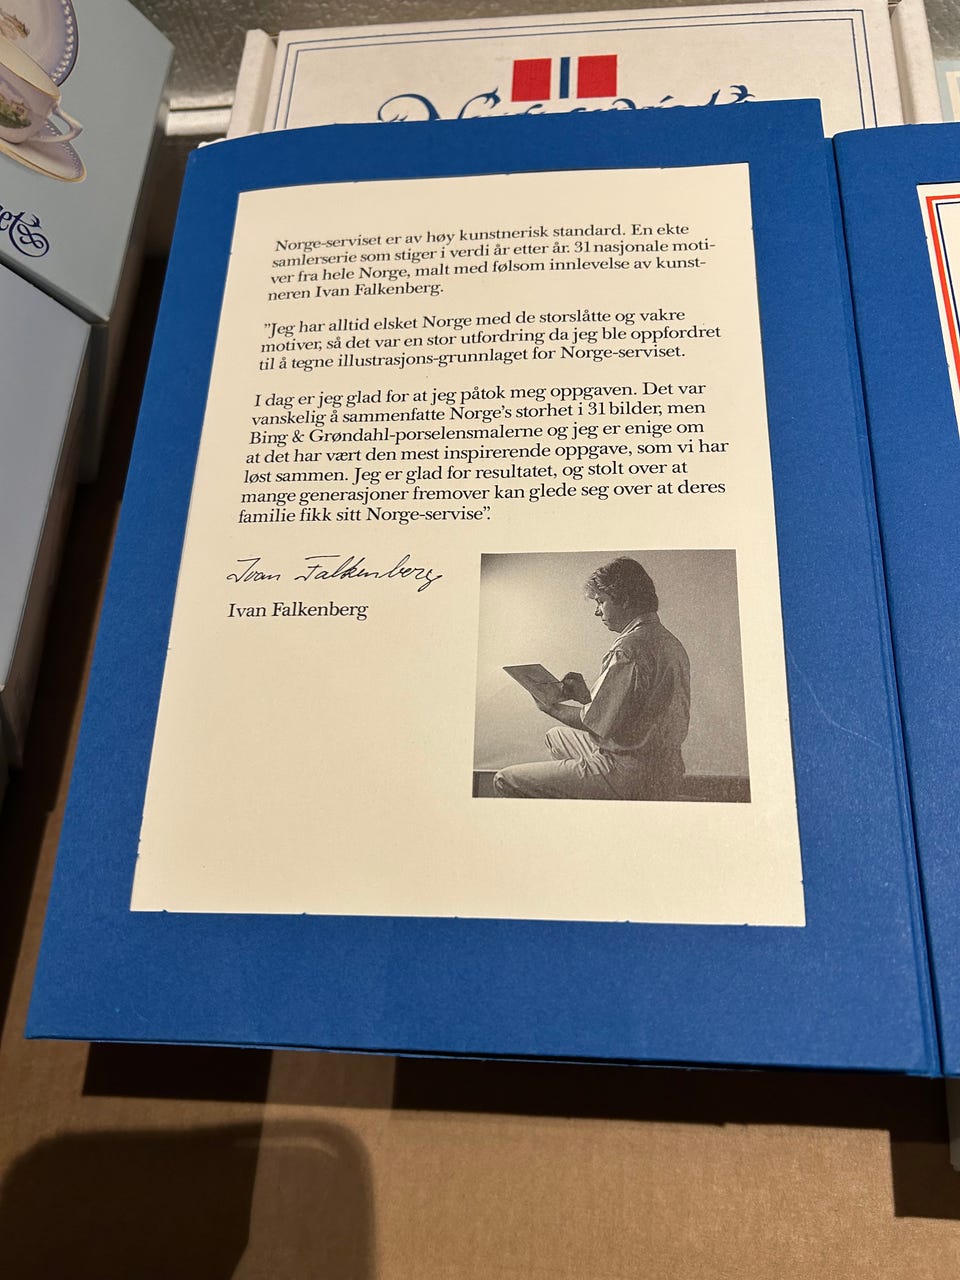 Norge-serviset er av høy kunstnerisk standard. En ekte
samlerserie som stiger i verdi år etter år. 31 nasjonale moti-
ver fra hele Norge, malt med følsom innlevelse av kunst-
neren Ivan Falkenberg.
"Jeg har alltid elsket Norge med de storslåtte og vakre
motiver, så det var en stor utfordring da jeg ble oppfordret
til å tegne illustrasjons-grunnlaget for Norge-serviset.
I dag er jeg glad for at jeg påtok meg oppgaven. Det var
vanskelig å sammenfatte Norge's storhet i 31 bilder, men
Bing & Grøndahl-porselensmalerne og jeg er enige om
at det har vært den mest inspirerende oppgave, som vi har
løst sammen. Jeg er glad for resultatet, og stolt over at
mange generasjoner fremover kan glede seg over at deres
familie fikk sitt Norge-servise".
Ivan Falkenberg
Ivan Falkenberg